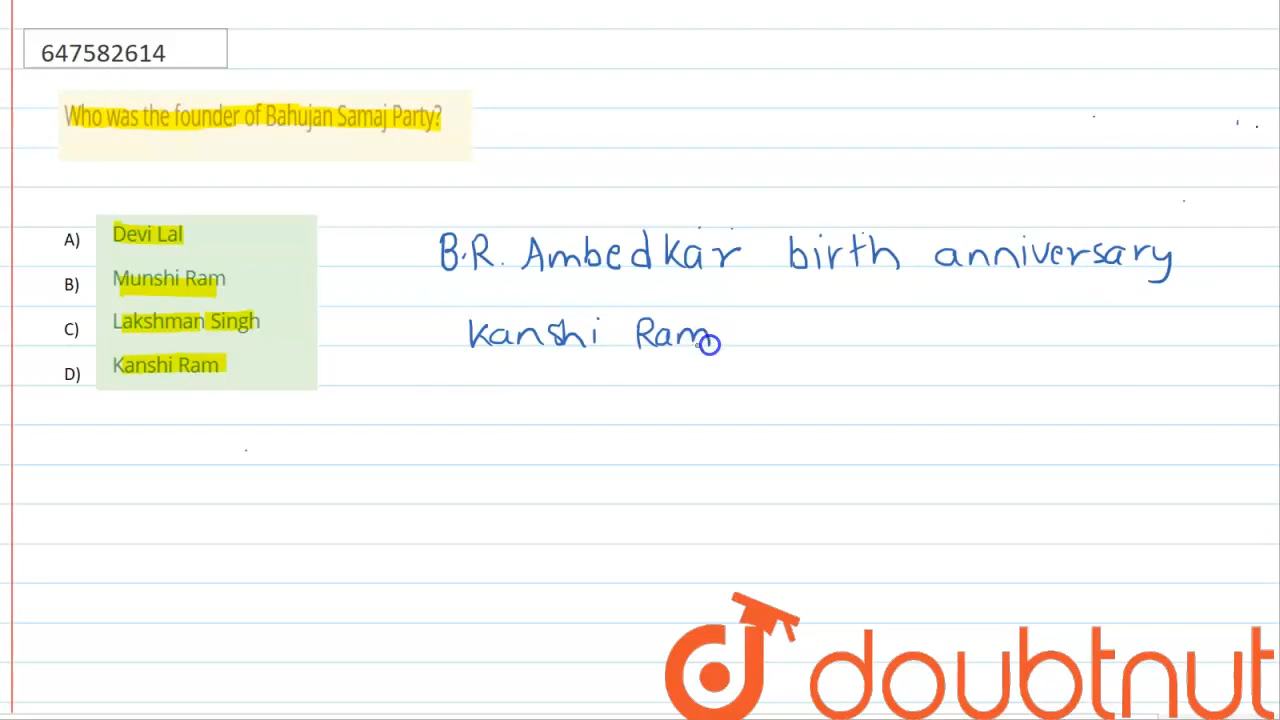 647582614
Who was the founder of Bahujan Samaj Party?
A) Devi Lal
B) Munshi Ram
C) Lakshman Singh
D) Kanshi Ram
B.R. Ambedkar birth anniversary
Kanshi Ram
doubtnut